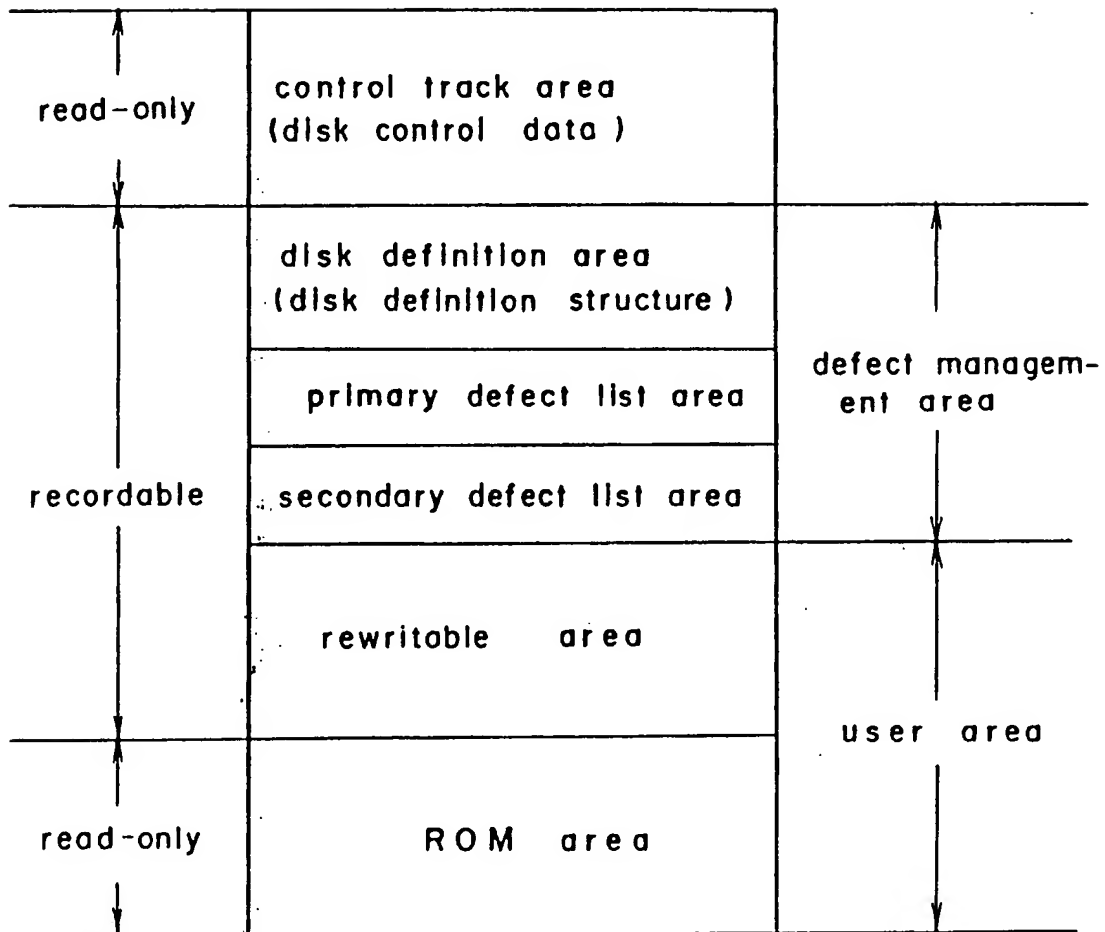 read-only
control track area
(disk control data)
disk definition area
(disk definition structure)
primary defect list area
defect managem-
ent area
recordable
secondary defect list area
rewritable area
user area
read-only
ROM area